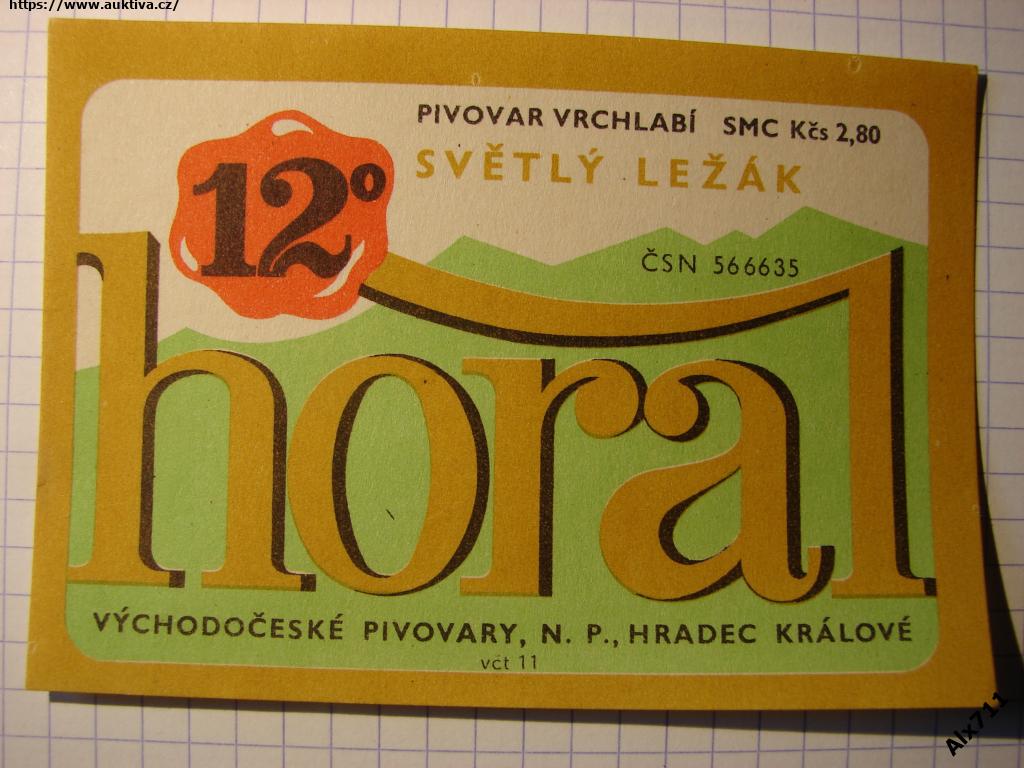 https://www.auktiva.cz/
PIVOVAR VRCHLABÍ SMC Kčs 2,80
SVĚTLÝ LEŽÁK
12°
ČSN 566635
horal
VÝCHODOČESKÉ PIVOVARY, N. P., HRADEC KRÁLOVÉ
včt 11
Alx711